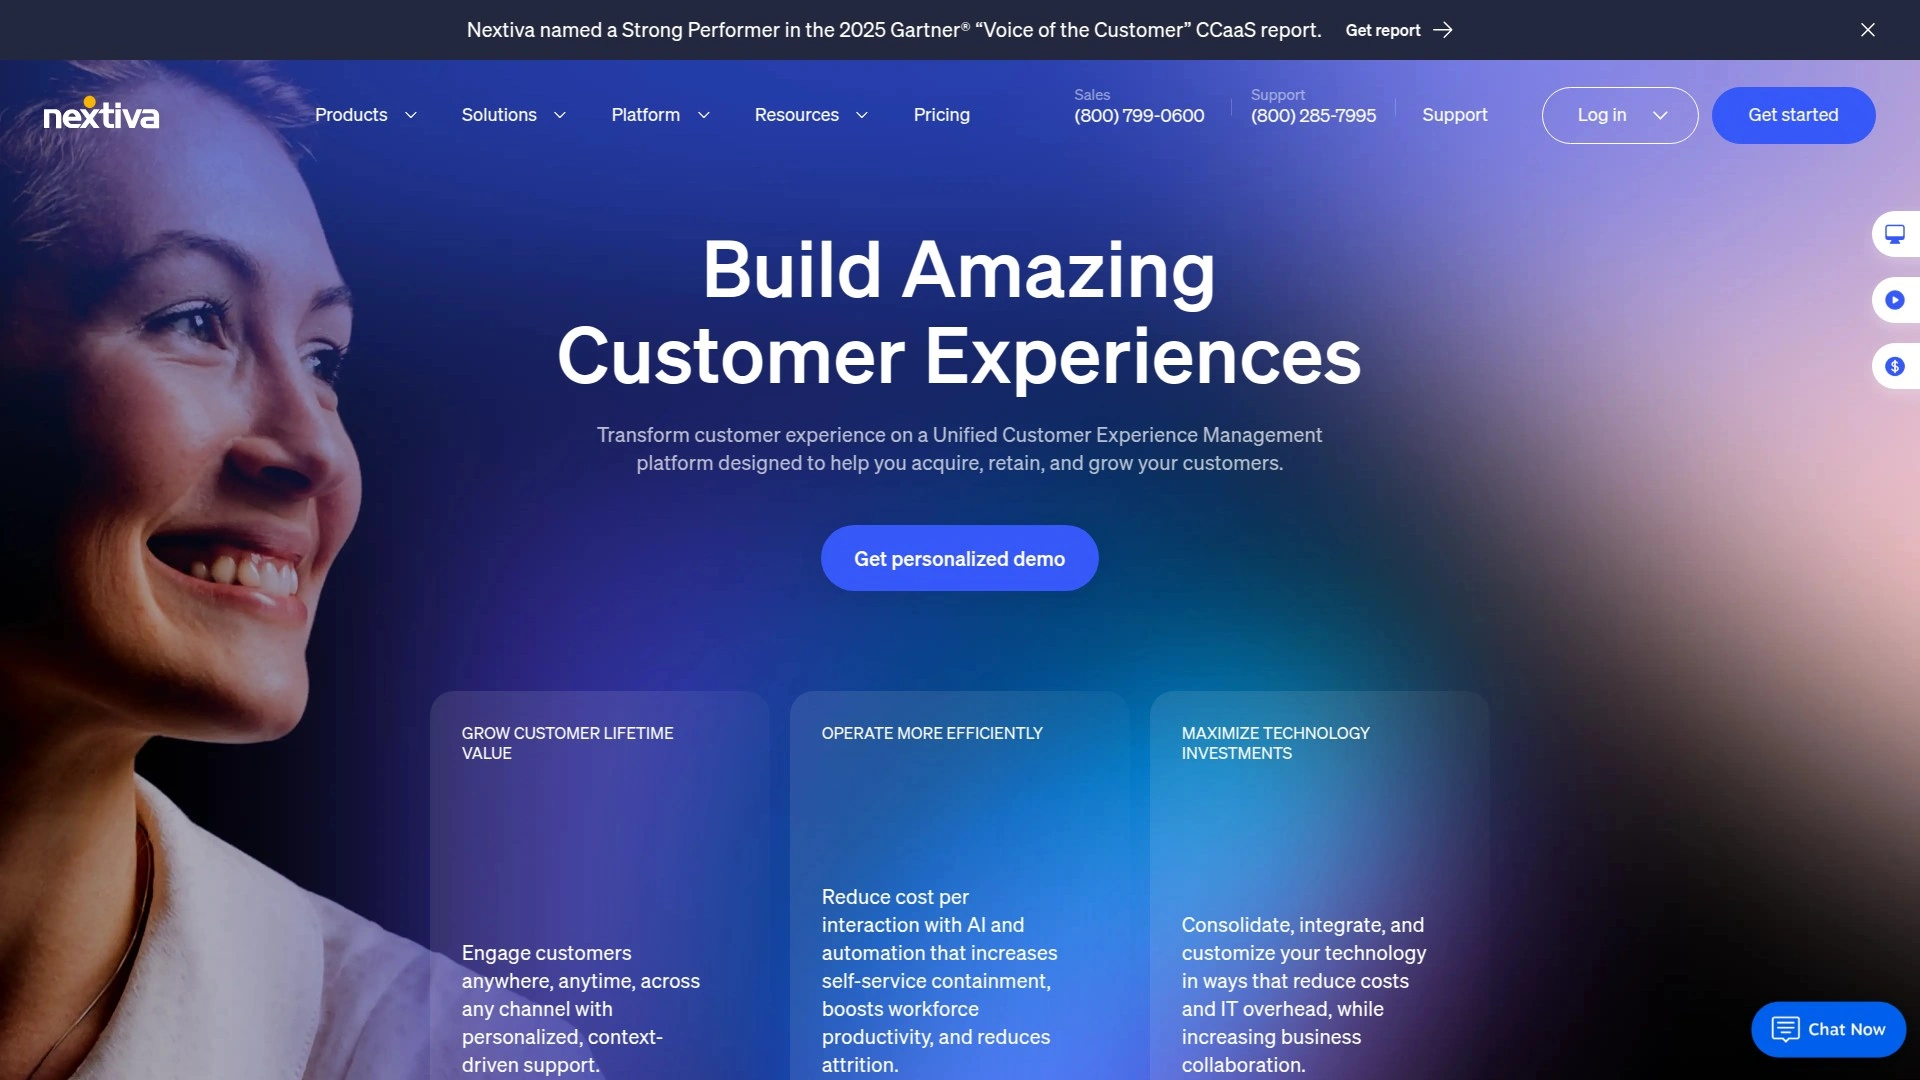 Nextiva named a Strong Performer in the 2025 Gartner® “Voice of the Customer” CCaaS report. Get report
nextiva
Products
Solutions
Platform
Resources
Pricing
Sales
(800) 799-0600
Support
(800) 285-7995
Support
Log in
Get started
Build Amazing
Customer Experiences
Transform customer experience on a Unified Customer Experience Management
platform designed to help you acquire, retain, and grow your customers.
Get personalized demo
GROW CUSTOMER LIFETIME
VALUE
Engage customers
anywhere, anytime, across
any channel with
personalized, context-
driven support.
OPERATE MORE EFFICIENTLY
Reduce cost per
interaction with AI and
automation that increases
self-service containment,
boosts workforce
productivity, and reduces
attrition.
MAXIMIZE TECHNOLOGY
INVESTMENTS
Consolidate, integrate, and
customize your technology
in ways that reduce costs
and IT overhead, while
increasing business
collaboration.
Chat Now